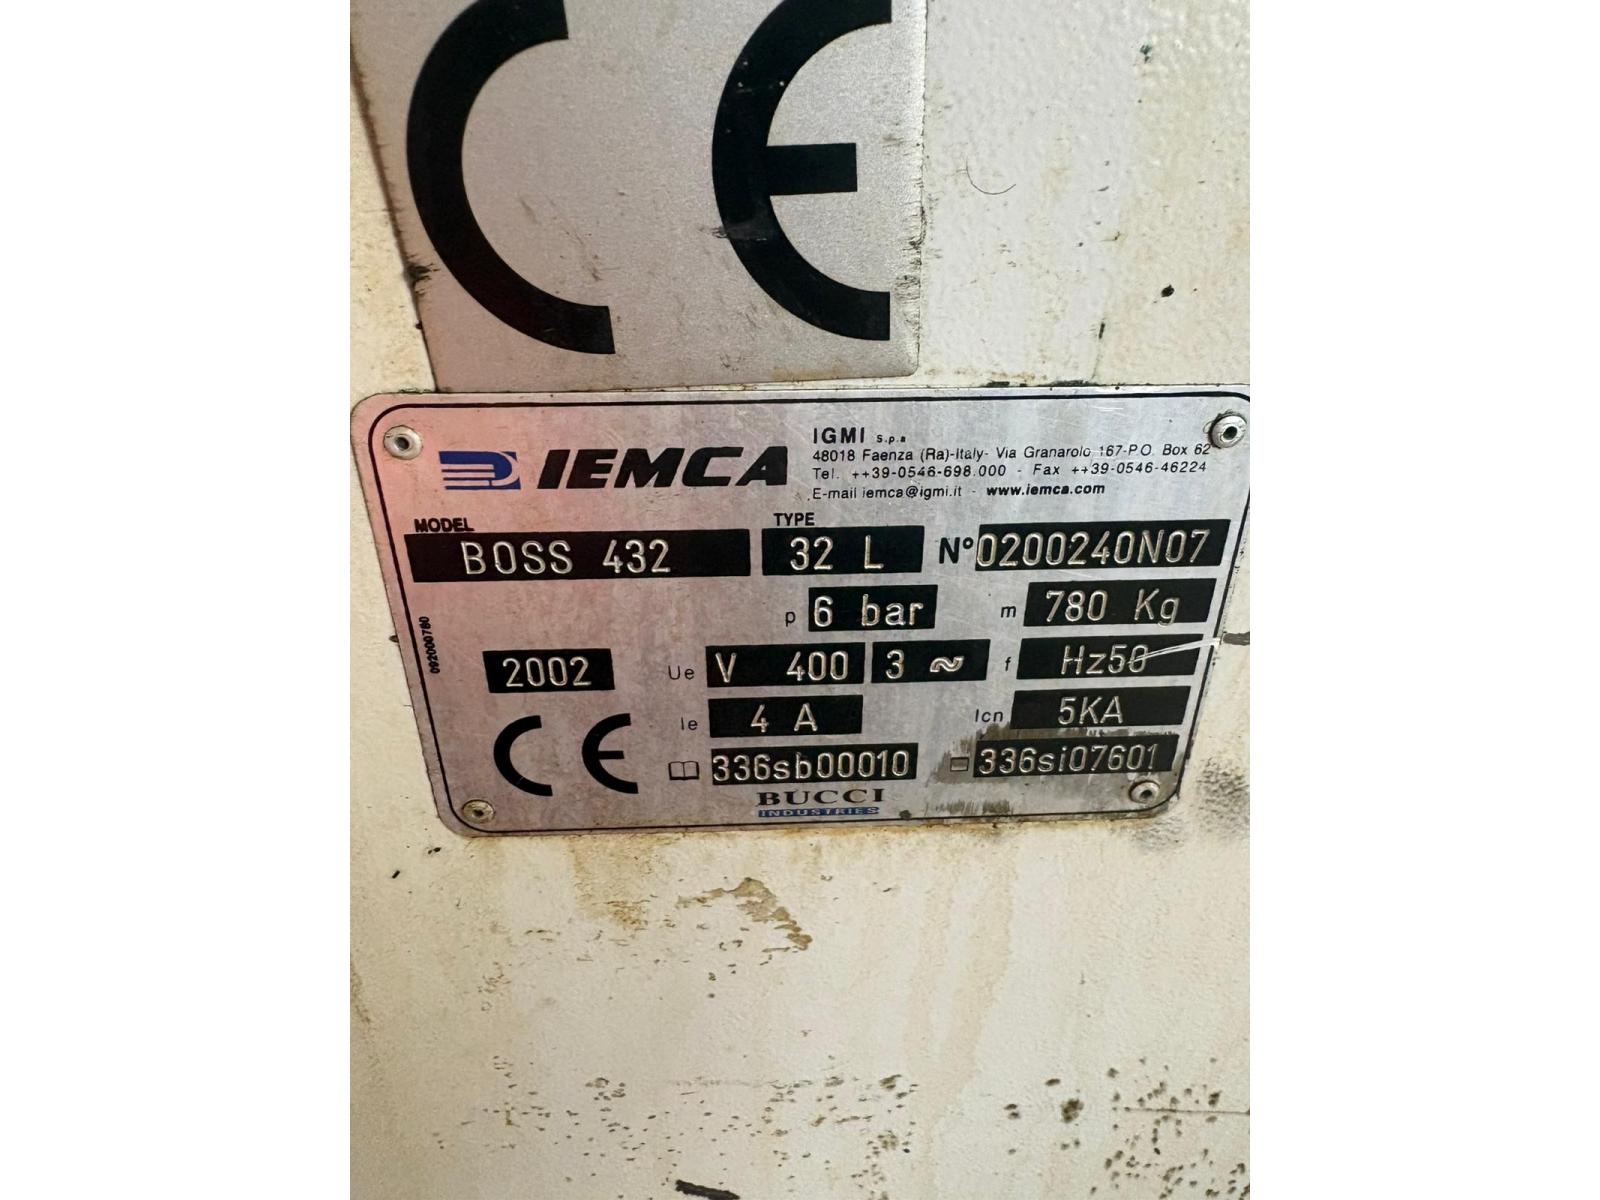 CE
IEMCA
IGMI S.p.a
48018 Faenza (Ra)-Italy- Via Granarolo 167-P.O. Box 62
Tel. ++39-0546-698.000 - Fax ++39-0546-46224
E-mail iemca@igmi.it - www.iemca.com
MODEL TYPE
BOSS 432 32 L N° 0200240N07
p 6 bar m 780 Kg
092000780
2002 Ue V 400 3 ~ f Hz50
Ie 4 A Icn 5KA
CE 336sb00010 336si07601
BUCCI
INDUSTRIES